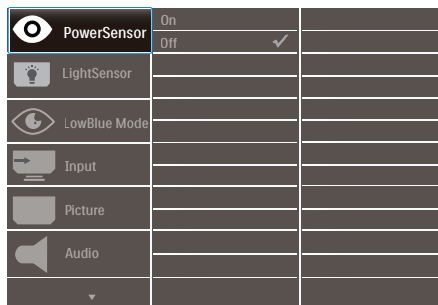 PowerSensor
On
Off
LightSensor
LowBlue Mode
Input
Picture
Audio